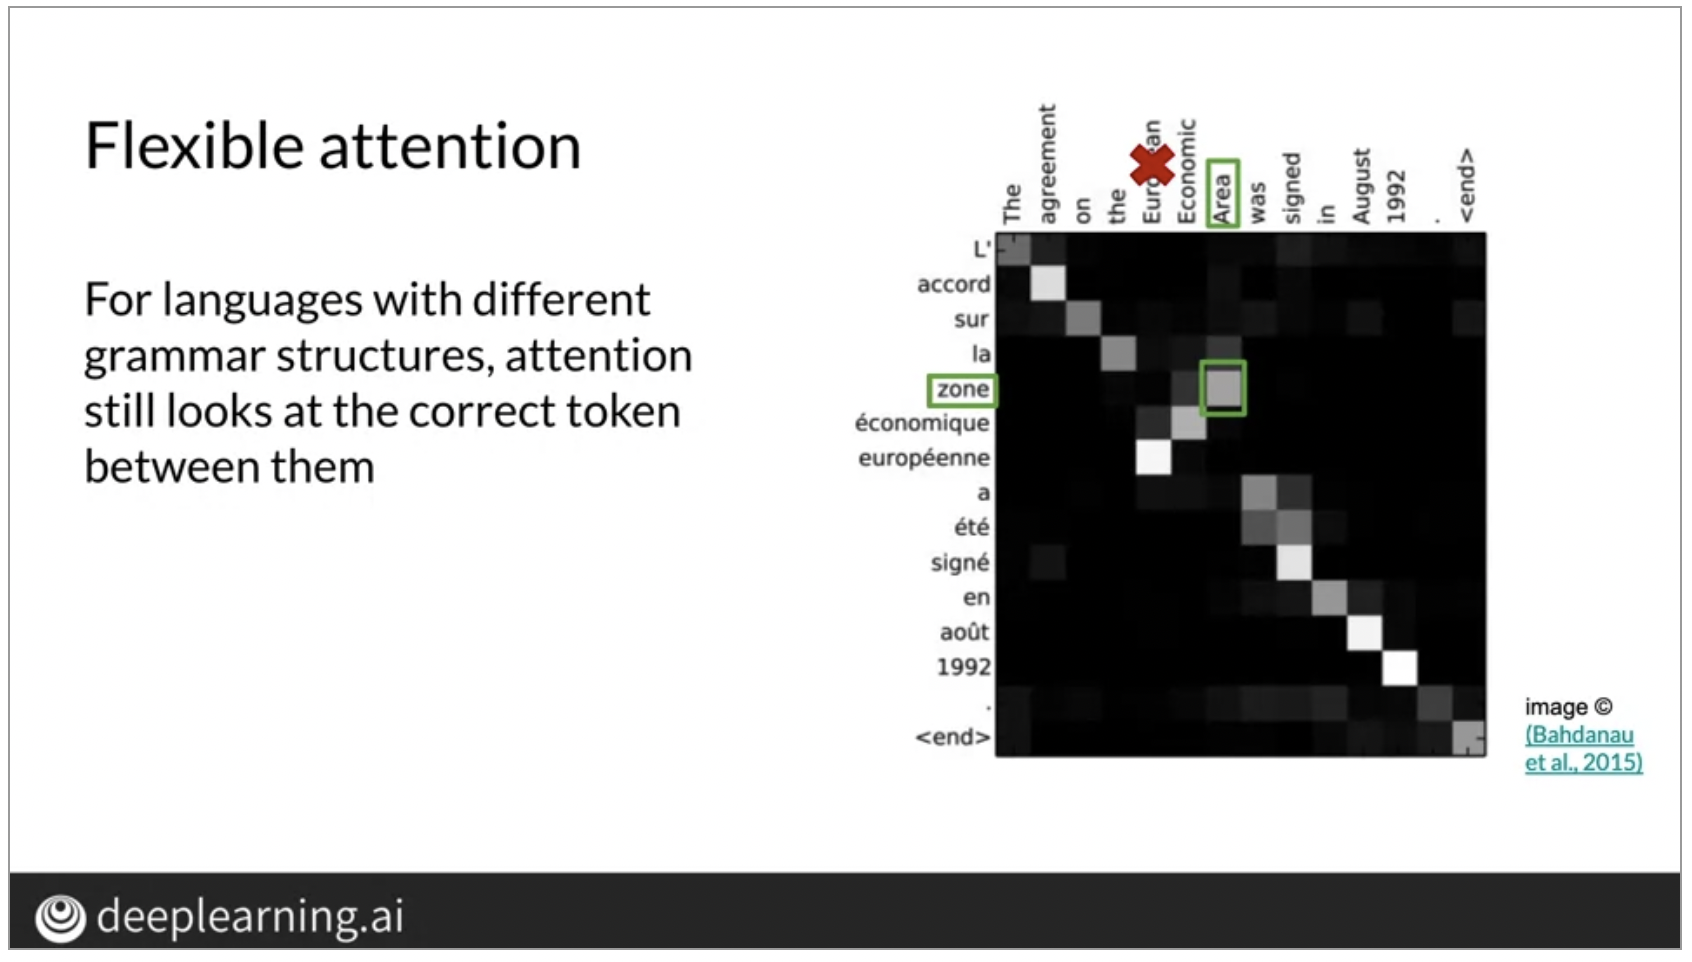 Flexible attention
For languages with different
grammar structures, attention
still looks at the correct token
between them
The
agreement
on
the
Economic
Area
was
signed
in
August
1992
.
<end>
L'
accord
sur
la
zone
économique
européenne
a
été
signé
en
août
1992
.
<end>
image ©
(Bahdanau
et al., 2015)
deeplearning.ai